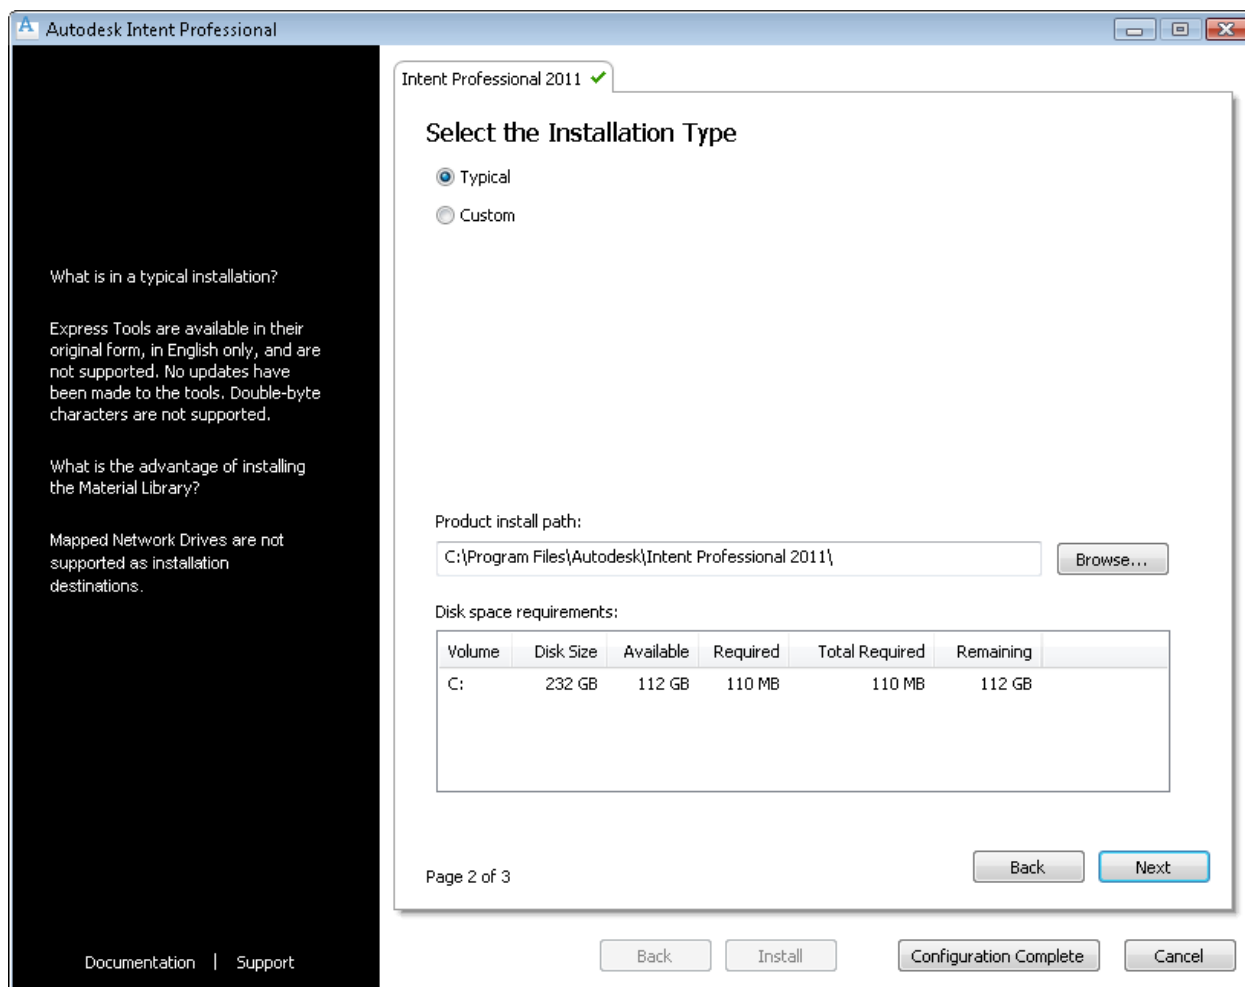 Autodesk Intent Professional
Intent Professional 2011
Select the Installation Type
Typical
Custom
What is in a typical installation?
Express Tools are available in their
original form, in English only, and are
not supported. No updates have
been made to the tools. Double-byte
characters are not supported.
What is the advantage of installing
the Material Library?
Mapped Network Drives are not
supported as installation
destinations.
Product install path:
C:\Program Files\Autodesk\Intent Professional 2011\
Browse...
Disk space requirements:
Volume Disk Size Available Required Total Required Remaining
C: 232 GB 112 GB 110 MB 110 MB 112 GB
Page 2 of 3
Back Next
Documentation | Support
Back Install Configuration Complete Cancel